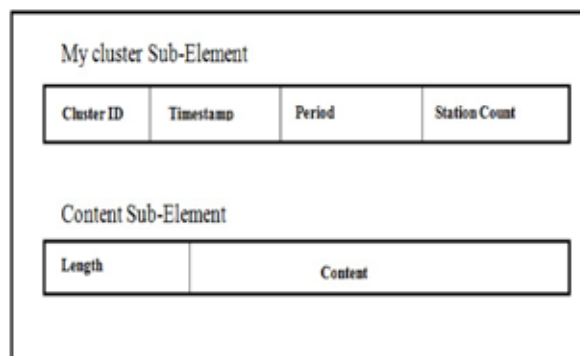 My cluster Sub-Element
Cluster ID Timestamp Period Station Count
Content Sub-Element
Length Content